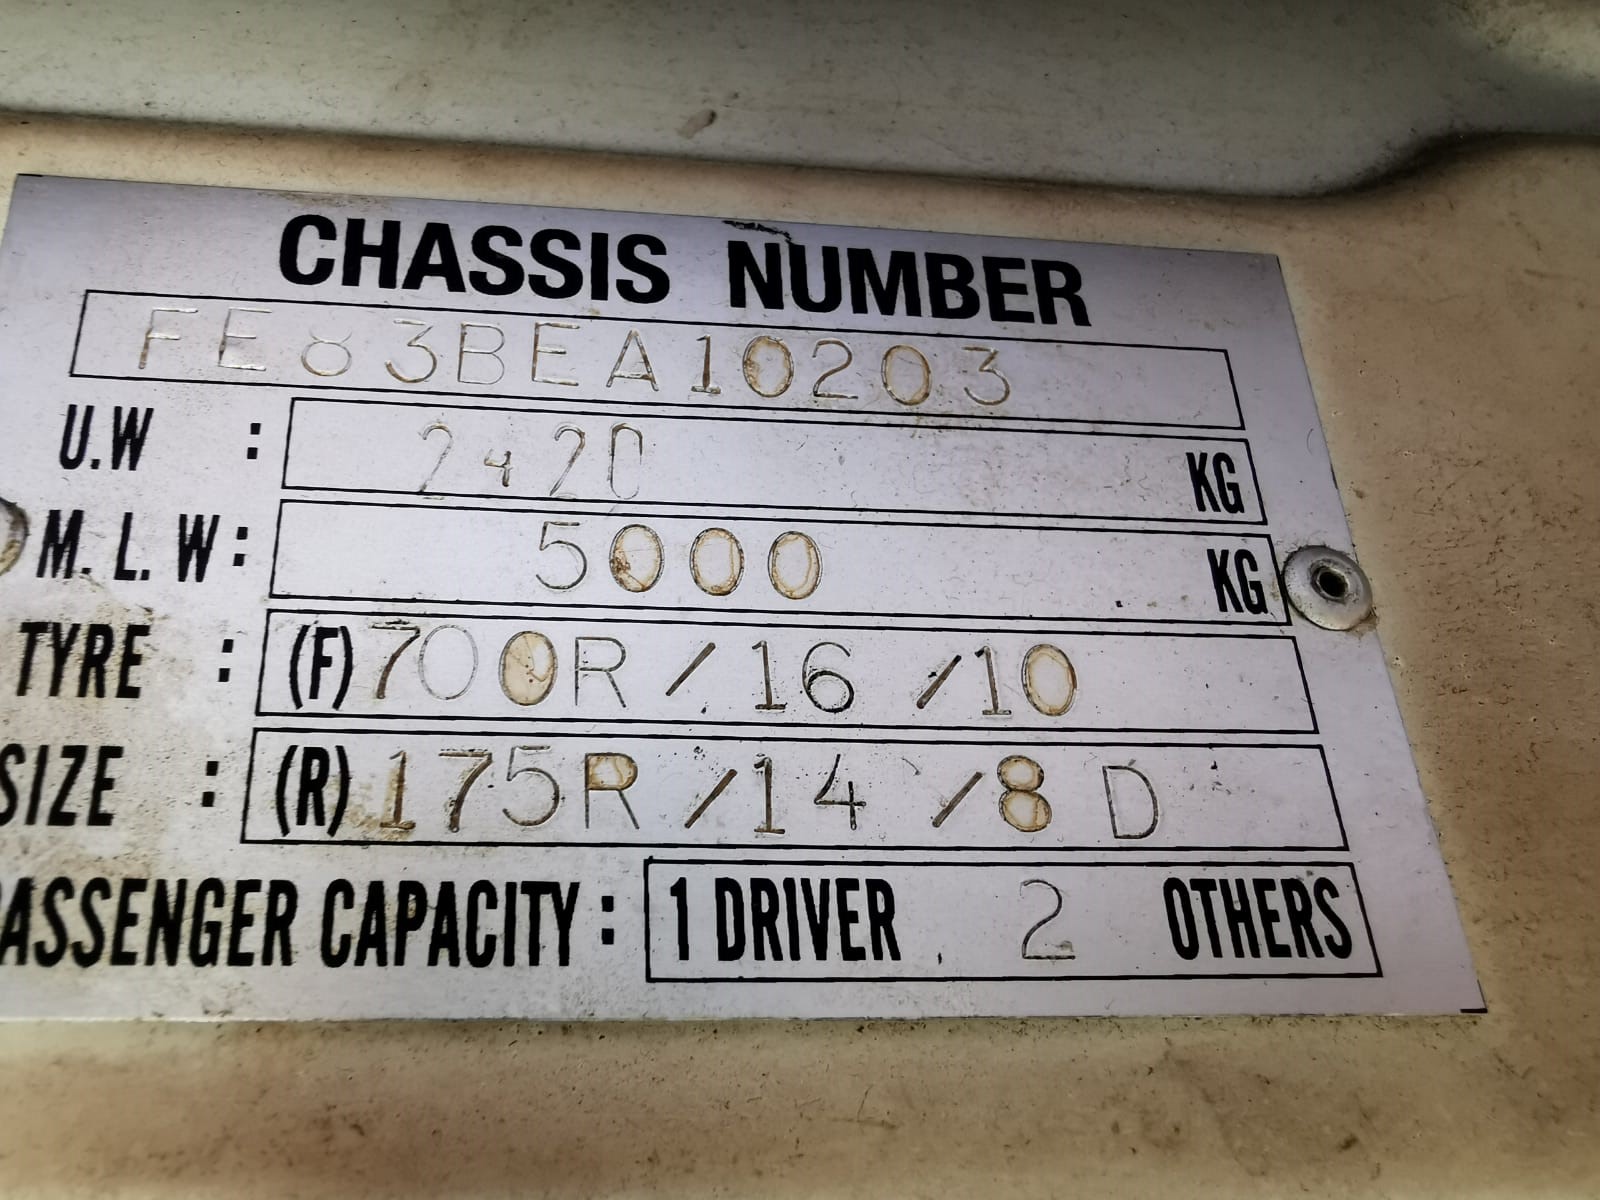 CHASSIS NUMBER
FE83BEA10203
U.W : 2420 KG
M.L.W: 5000 KG
TYRE : (F) 700R/16/10
SIZE : (R) 175R/14/8D
PASSENGER CAPACITY: 1 DRIVER 2 OTHERS